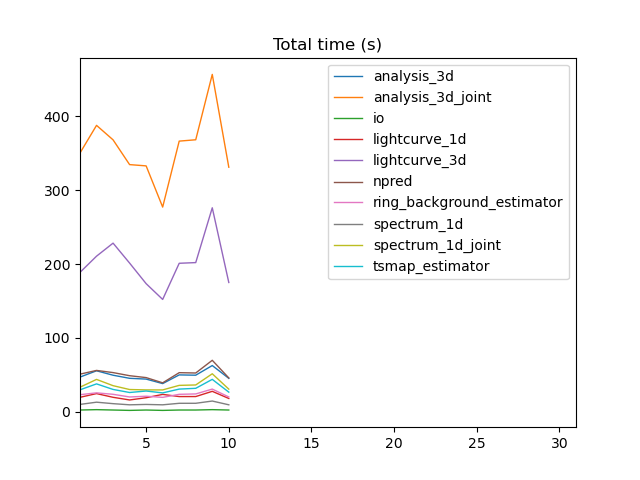 Total time (s)
analysis_3d
analysis_3d_joint
io
lightcurve_1d
lightcurve_3d
npred
ring_background_estimator
spectrum_1d
spectrum_1d_joint
tsmap_estimator
400
300
200
100
0
5 10 15 20 25 30